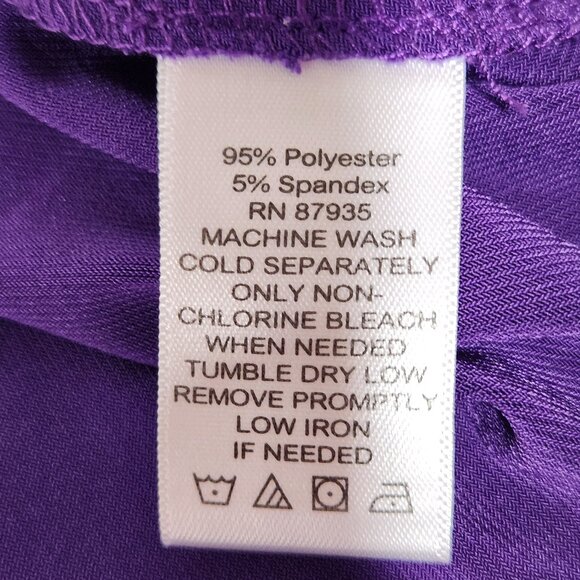 95% Polyester
5% Spandex
RN 87935
MACHINE WASH
COLD SEPARATELY
ONLY NON-
CHLORINE BLEACH
WHEN NEEDED
TUMBLE DRY LOW
REMOVE PROMPTLY
LOW IRON
IF NEEDED